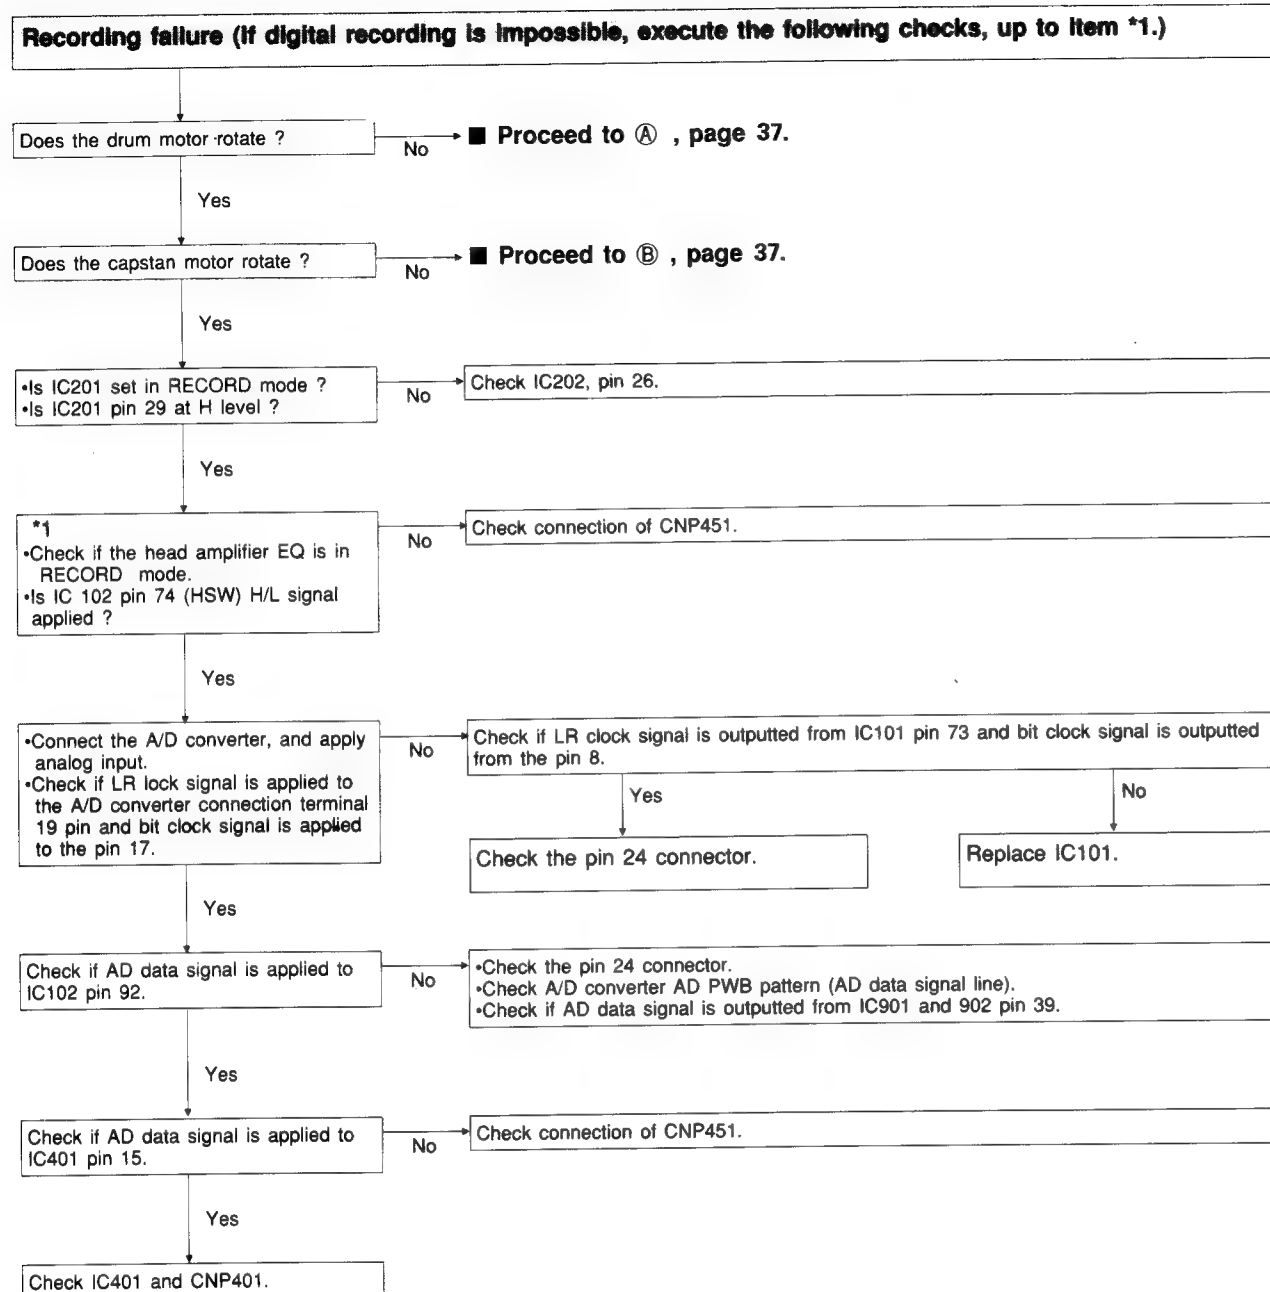 Recording failure (If digital recording is impossible, execute the following checks, up to item *1.)
Does the drum motor rotate ?
No
■ Proceed to Ⓐ , page 37.
Yes
Does the capstan motor rotate ?
No
■ Proceed to Ⓑ , page 37.
Yes
•Is IC201 set in RECORD mode ?
•Is IC201 pin 29 at H level ?
No
Check IC202, pin 26.
Yes
*1
•Check if the head amplifier EQ is in
RECORD mode.
•Is IC 102 pin 74 (HSW) H/L signal
applied ?
No
Check connection of CNP451.
Yes
•Connect the A/D converter, and apply
analog input.
•Check if LR lock signal is applied to
the A/D converter connection terminal
19 pin and bit clock signal is applied
to the pin 17.
No
Check if LR clock signal is outputted from IC101 pin 73 and bit clock signal is outputted
from the pin 8.
Yes
No
Check the pin 24 connector.
Replace IC101.
Yes
Check if AD data signal is applied to
IC102 pin 92.
No
•Check the pin 24 connector.
•Check A/D converter AD PWB pattern (AD data signal line).
•Check if AD data signal is outputted from IC901 and 902 pin 39.
Yes
Check if AD data signal is applied to
IC401 pin 15.
No
Check connection of CNP451.
Yes
Check IC401 and CNP401.